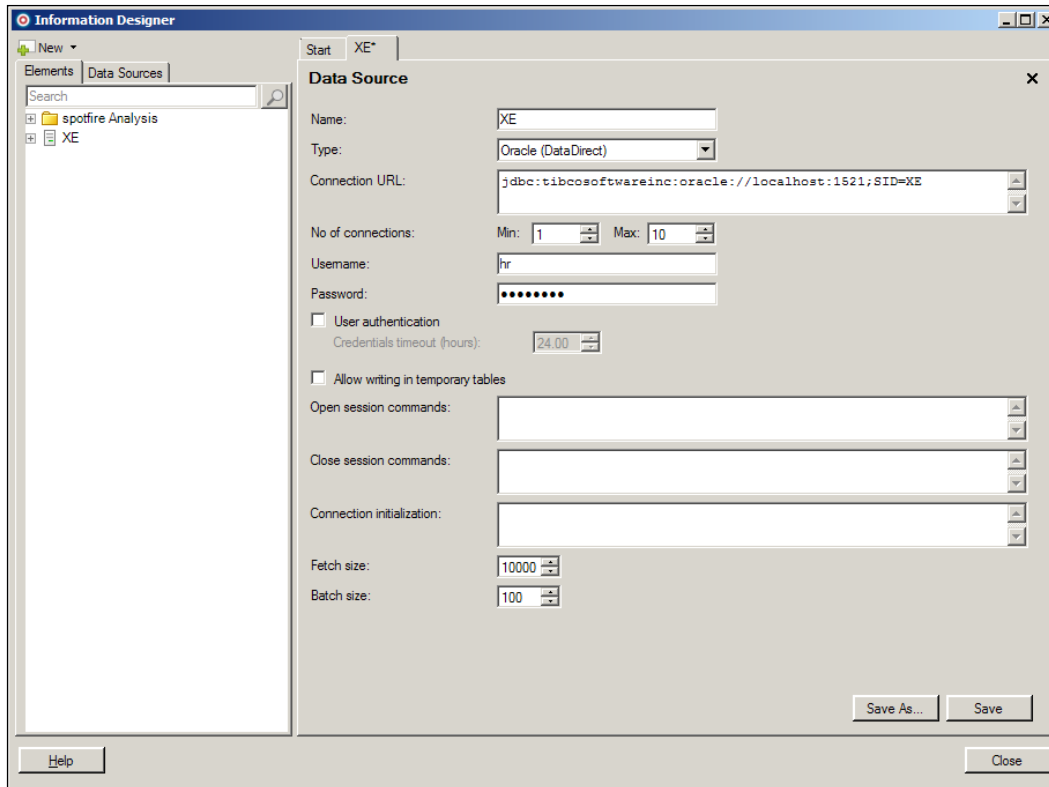 Information Designer
New
Start XE*
Elements Data Sources
Data Source
Search
spotfire Analysis
XE
Name: XE
Type: Oracle (DataDirect)
Connection URL: jdbc:tibcosoftwareinc:oracle://localhost:1521;SID=XE
No of connections: Min: 1 Max: 10
Username: hr
Password: ●●●●●●●●
User authentication
Credentials timeout (hours): 24.00
Allow writing in temporary tables
Open session commands:
Close session commands:
Connection initialization:
Fetch size: 10000
Batch size: 100
Save As... Save
Help Close